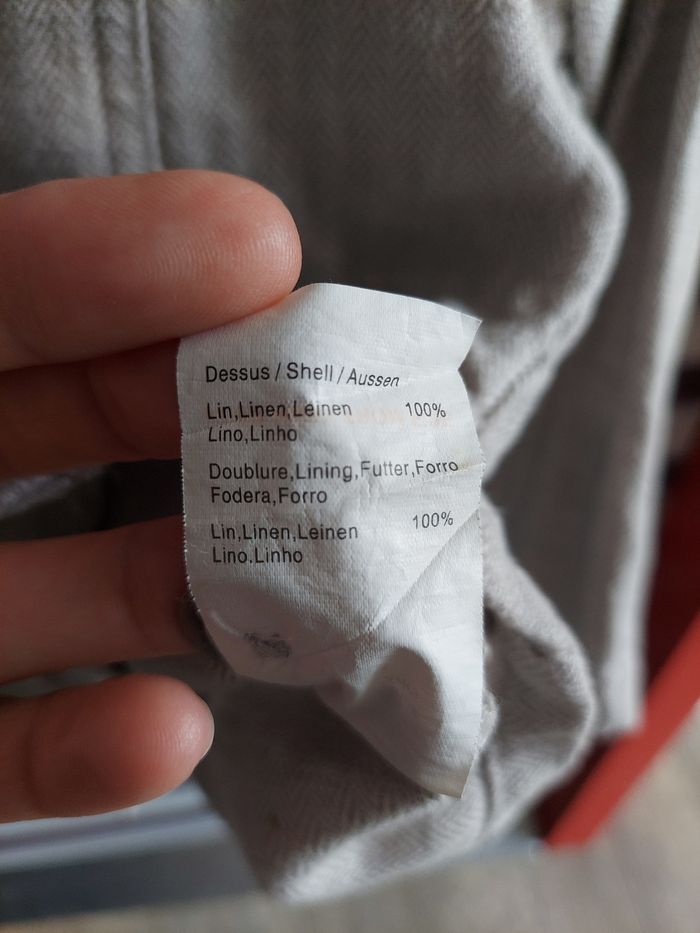 Dessus / Shell / Aussen
Lin,Linen,Leinen 100%
Lino,Linho
Doublure,Lining,Futter,Forro
Fodera,Forro
Lin,Linen,Leinen 100%
Lino.Linho